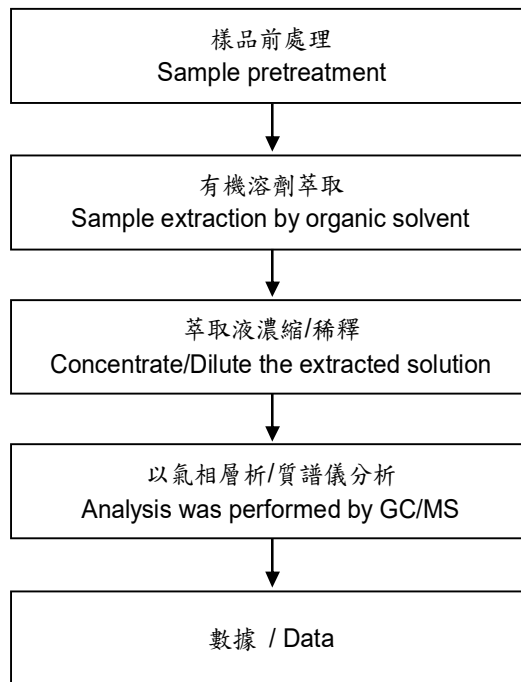 樣品前處理
Sample pretreatment
有機溶劑萃取
Sample extraction by organic solvent
萃取液濃縮/稀釋
Concentrate/Dilute the extracted solution
以氣相層析/質譜儀分析
Analysis was performed by GC/MS
數據 / Data